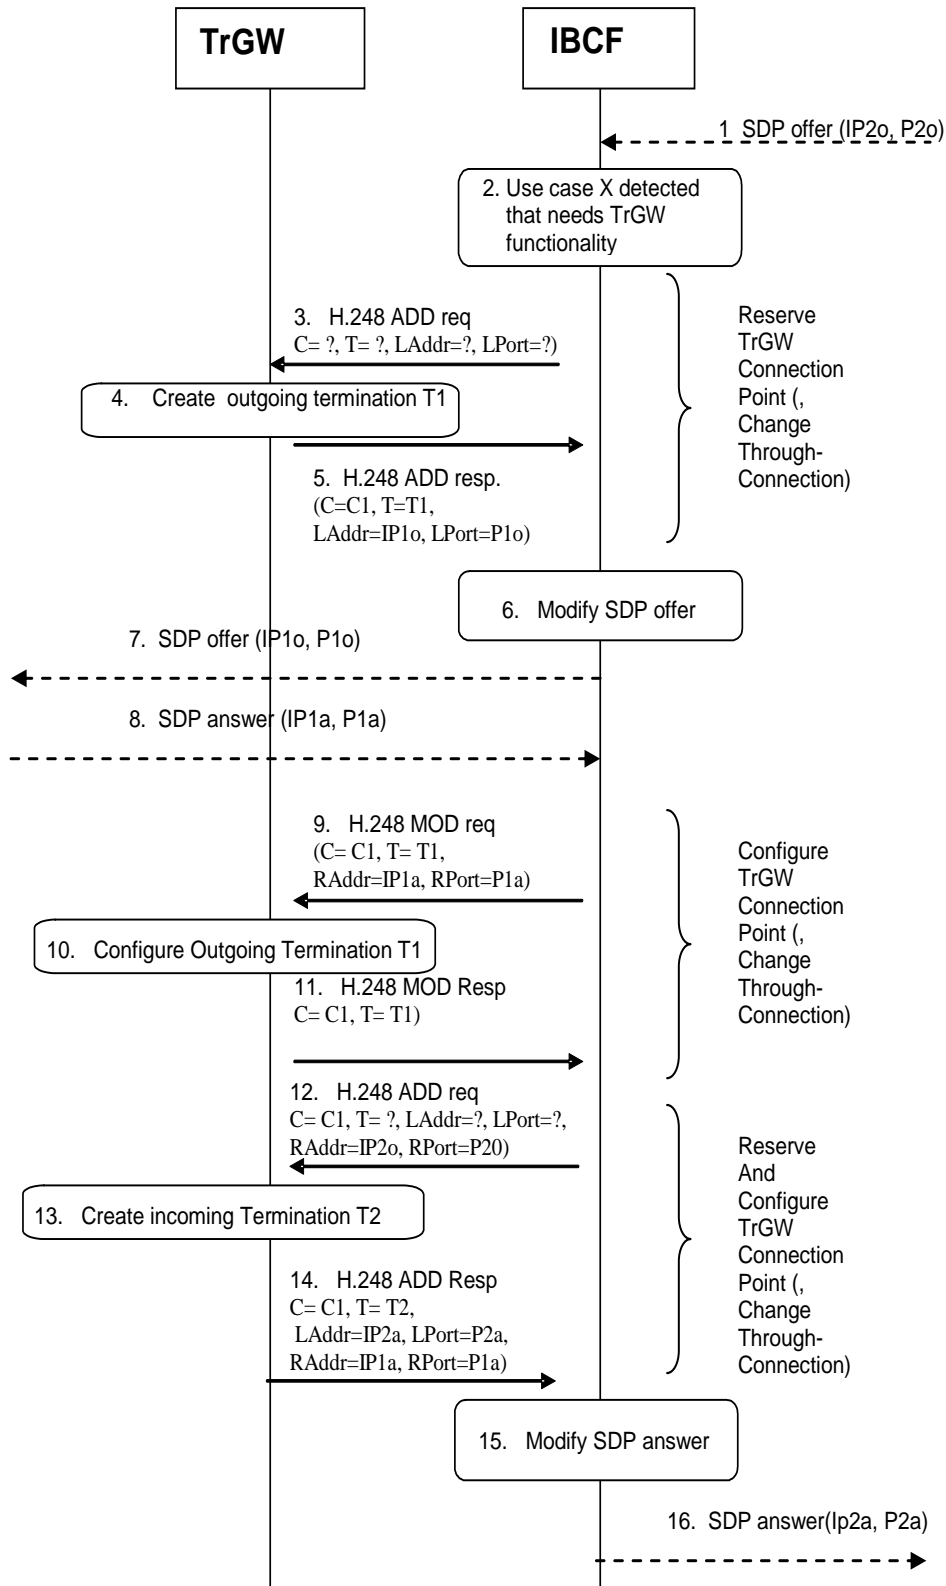 TrGW
IBCF
1 SDP offer (IP2o, P2o)
2. Use case X detected
that needs TrGW
functionality
Reserve
TrGW
Connection
Point (,
Change
Through-
Connection)
3. H.248 ADD req
C= ?, T= ?, LAddr=?, LPort=?)
4. Create outgoing termination T1
5. H.248 ADD resp.
(C=C1, T=T1,
LAddr=IP1o, LPort=P1o)
6. Modify SDP offer
7. SDP offer (IP1o, P1o)
8. SDP answer (IP1a, P1a)
9. H.248 MOD req
(C= C1, T= T1,
RAddr=IP1a, RPort=P1a)
Configure
TrGW
Connection
Point (,
Change
Through-
Connection)
10. Configure Outgoing Termination T1
11. H.248 MOD Resp
C= C1, T= T1)
12. H.248 ADD req
C= C1, T= ?, LAddr=?, LPort=?,
RAddr=IP2o, RPort=P20)
Reserve
And
Configure
TrGW
Connection
Point (,
Change
Through-
Connection)
13. Create incoming Termination T2
14. H.248 ADD Resp
C= C1, T= T2,
LAddr=IP2a, LPort=P2a,
RAddr=IP1a, RPort=P1a)
15. Modify SDP answer
16. SDP answer(Ip2a, P2a)